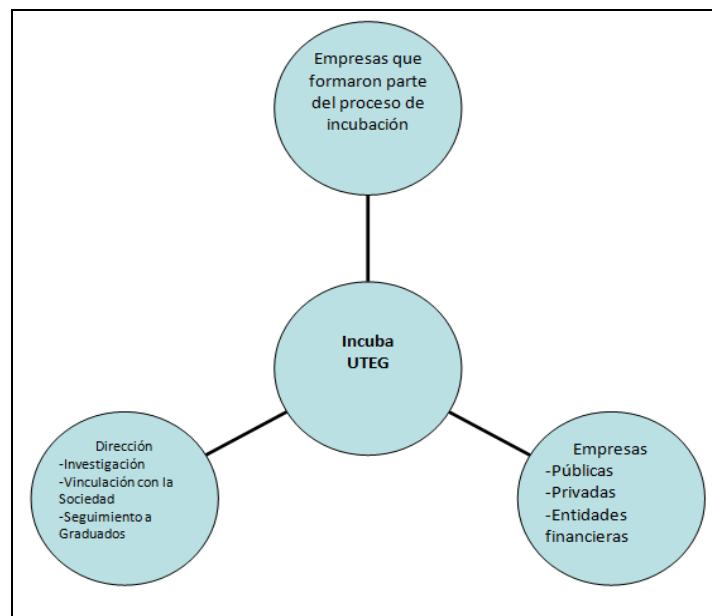 Empresas que
formaron parte
del proceso de
incubación
Incuba
UTEG
Dirección
-Investigación
-Vinculación con la
Sociedad
-Seguimiento a
Graduados
Empresas
-Públicas
-Privadas
-Entidades
financieras